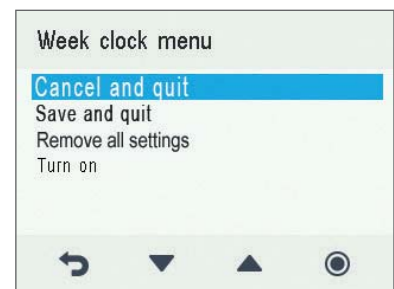 Week clock menu
Cancel and quit
Save and quit
Remove all settings
Turn on